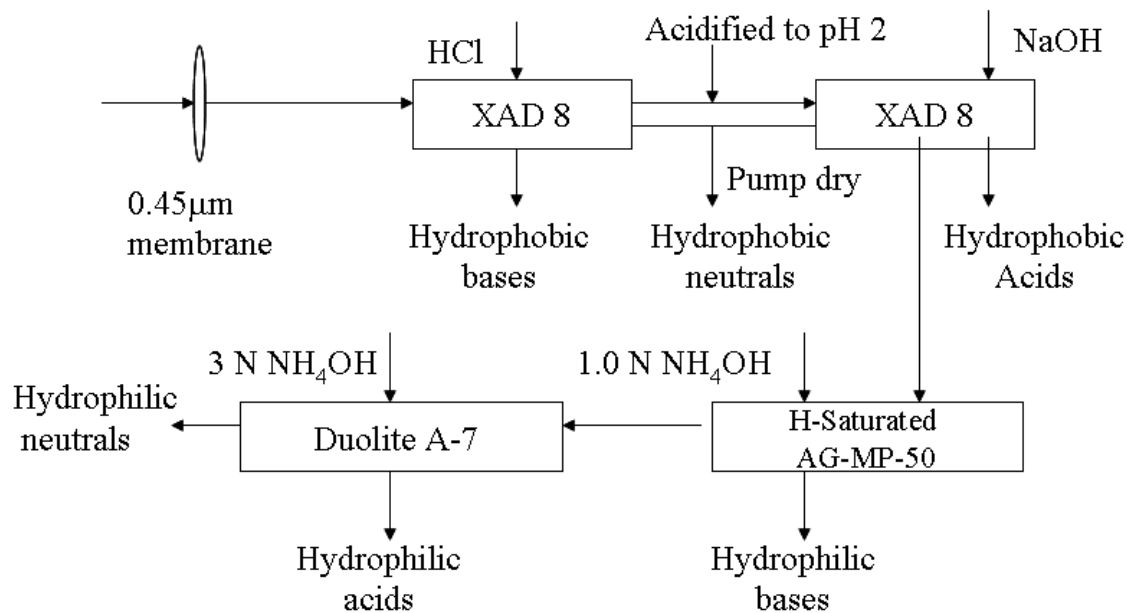 HCl
Acidified to pH 2
NaOH
XAD 8
XAD 8
0.45μm
membrane
Pump dry
Hydrophobic
bases
Hydrophobic
neutrals
Hydrophobic
Acids
3 N NH₄OH
1.0 N NH₄OH
Hydrophilic
neutrals
Duolite A-7
H-Saturated
AG-MP-50
Hydrophilic
acids
Hydrophilic
bases